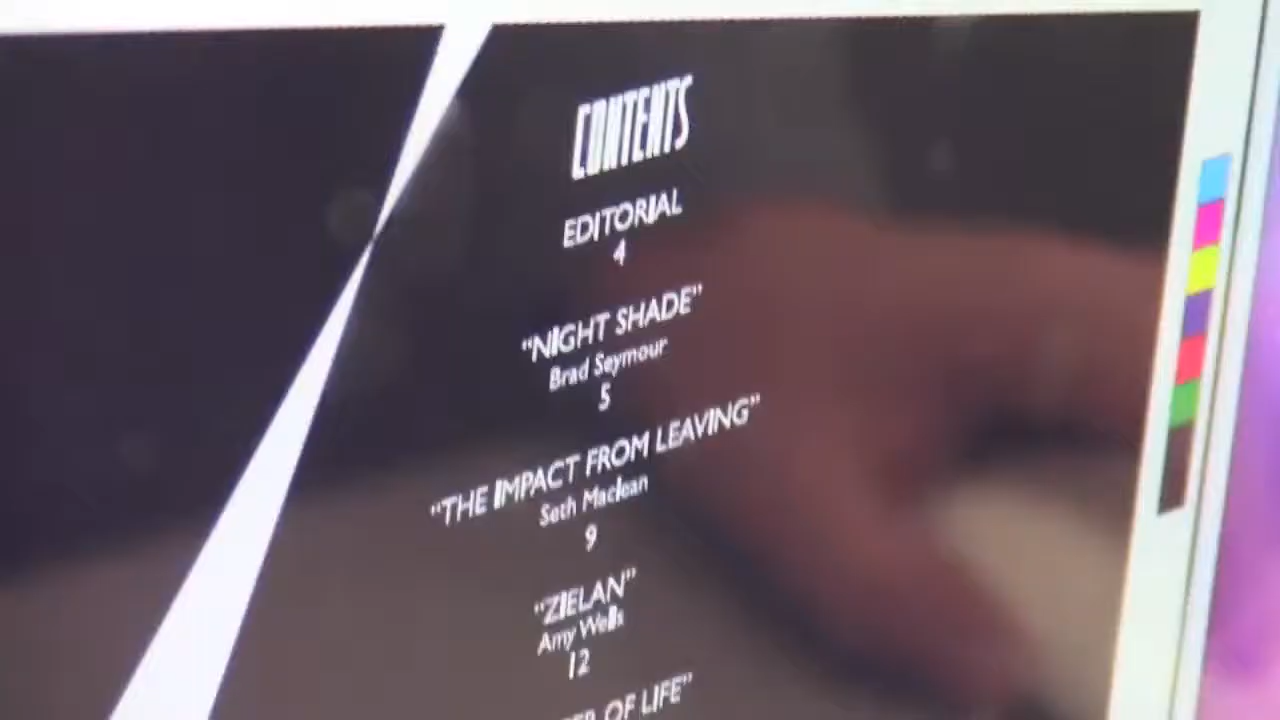 CONTENTS
EDITORIAL
4
"NIGHT SHADE"
Brad Seymour
5
"THE IMPACT FROM LEAVING"
Seth Maclean
9
"ZIELAN"
Amy Wells
12
OF LIFE"